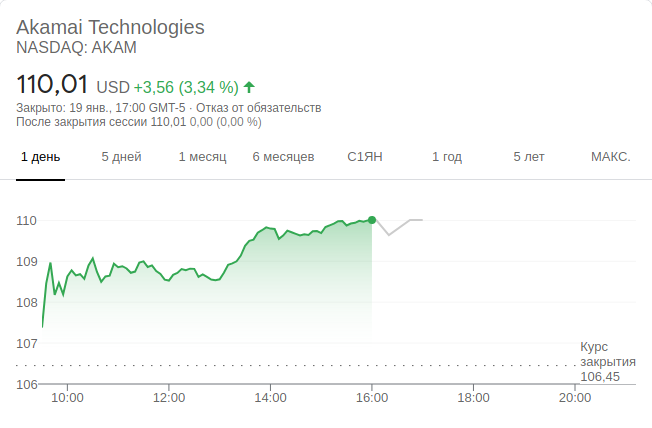 Akamai Technologies
NASDAQ: AKAM
110,01 USD +3,56 (3,34 %)
Закрыто: 19 янв., 17:00 GMT-5 · Отказ от обязательств
После закрытия сессии 110,01 0,00 (0,00 %)
1 день 5 дней 1 месяц 6 месяцев С1ЯН 1 год 5 лет МАКС.
110
109
108
107
Курс
закрытия
106,45
106
10:00 12:00 14:00 16:00 18:00 20:00